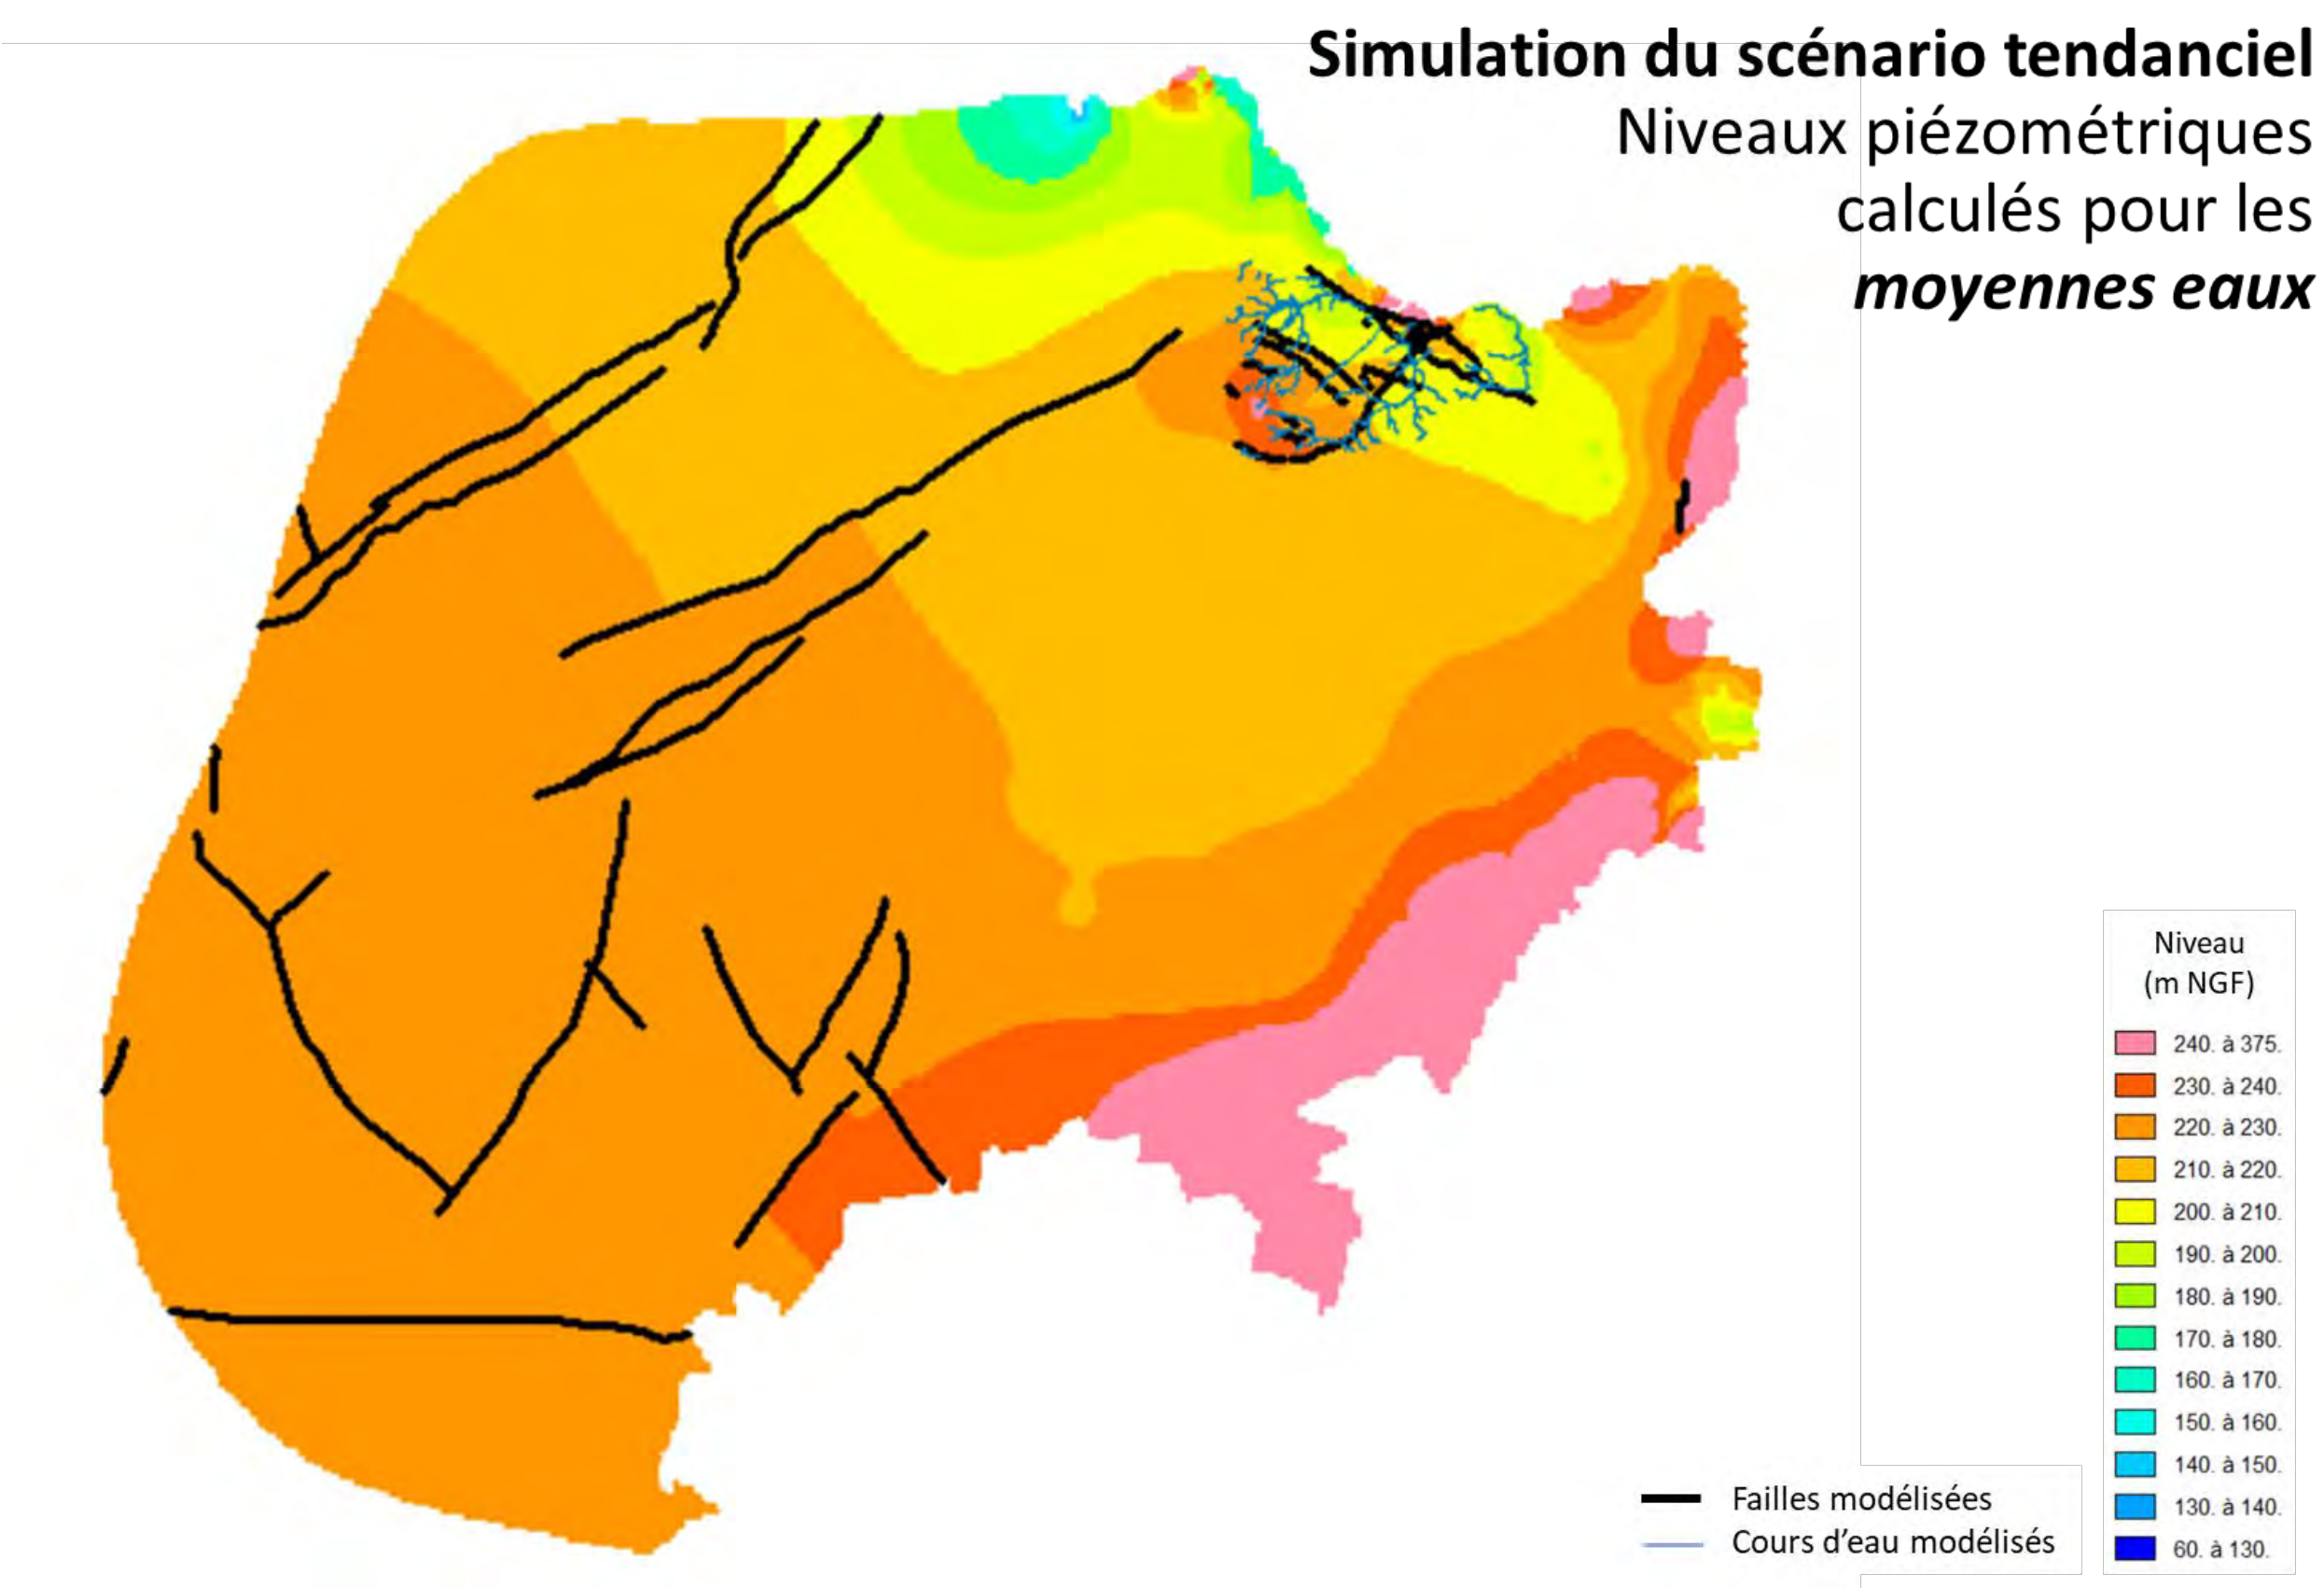 Simulation du scénario tendanciel
Niveaux piézométriques
calculés pour les
moyennes eaux
Niveau
(m NGF)
240. à 375.
230. à 240.
220. à 230.
210. à 220.
200. à 210.
190. à 200.
180. à 190.
170. à 180.
160. à 170.
150. à 160.
140. à 150.
130. à 140.
60. à 130.
Failles modélisées
Cours d’eau modélisés